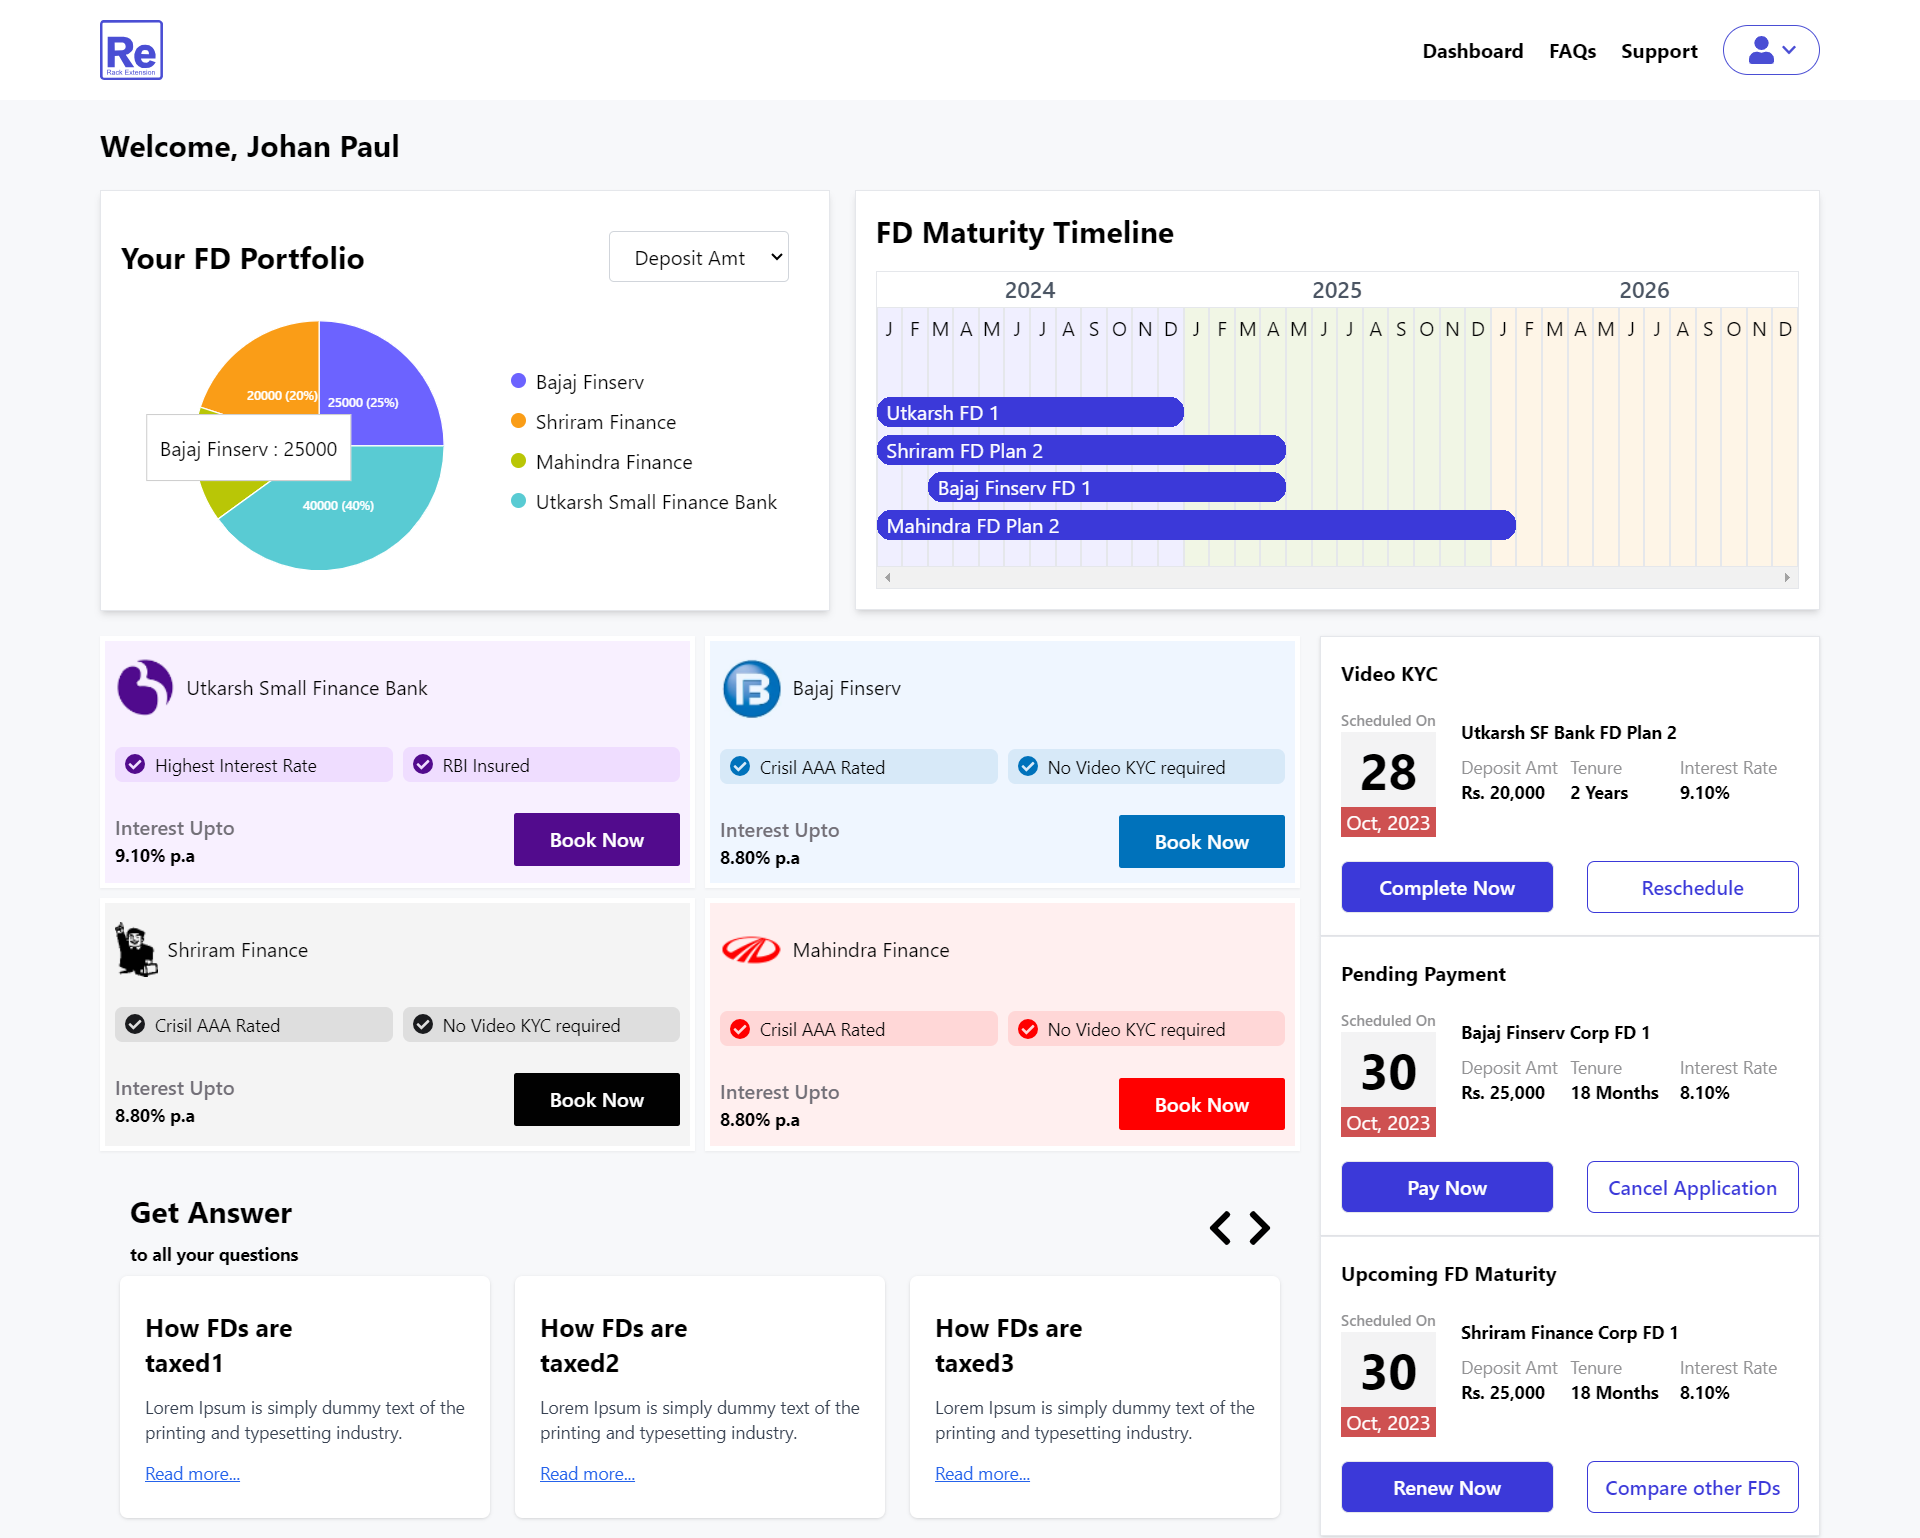 Re
Rack Extension
Dashboard FAQs Support
Welcome, Johan Paul
Your FD Portfolio
Deposit Amt
20000 (20%)
25000 (25%)
Bajaj Finserv : 25000
40000 (40%)
Bajaj Finserv
Shriram Finance
Mahindra Finance
Utkarsh Small Finance Bank
FD Maturity Timeline
2024 2025 2026
J F M A M J J A S O N D J F M A M J J A S O N D J F M A M J J A S O N D
Utkarsh FD 1
Shriram FD Plan 2
Bajaj Finserv FD 1
Mahindra FD Plan 2
Utkarsh Small Finance Bank
Highest Interest Rate
RBI Insured
Interest Upto
9.10% p.a
Book Now
Bajaj Finserv
Crisil AAA Rated
No Video KYC required
Interest Upto
8.80% p.a
Book Now
Shriram Finance
Crisil AAA Rated
No Video KYC required
Interest Upto
8.80% p.a
Book Now
Mahindra Finance
Crisil AAA Rated
No Video KYC required
Interest Upto
8.80% p.a
Book Now
Video KYC
Scheduled On
28
Oct, 2023
Utkarsh SF Bank FD Plan 2
Deposit Amt Tenure Interest Rate
Rs. 20,000 2 Years 9.10%
Complete Now
Reschedule
Pending Payment
Scheduled On
30
Oct, 2023
Bajaj Finserv Corp FD 1
Deposit Amt Tenure Interest Rate
Rs. 25,000 18 Months 8.10%
Pay Now
Cancel Application
Upcoming FD Maturity
Scheduled On
30
Oct, 2023
Shriram Finance Corp FD 1
Deposit Amt Tenure Interest Rate
Rs. 25,000 18 Months 8.10%
Renew Now
Compare other FDs
Get Answer
to all your questions
How FDs are
taxed1
Lorem Ipsum is simply dummy text of the
printing and typesetting industry.
Read more...
How FDs are
taxed2
Lorem Ipsum is simply dummy text of the
printing and typesetting industry.
Read more...
How FDs are
taxed3
Lorem Ipsum is simply dummy text of the
printing and typesetting industry.
Read more...